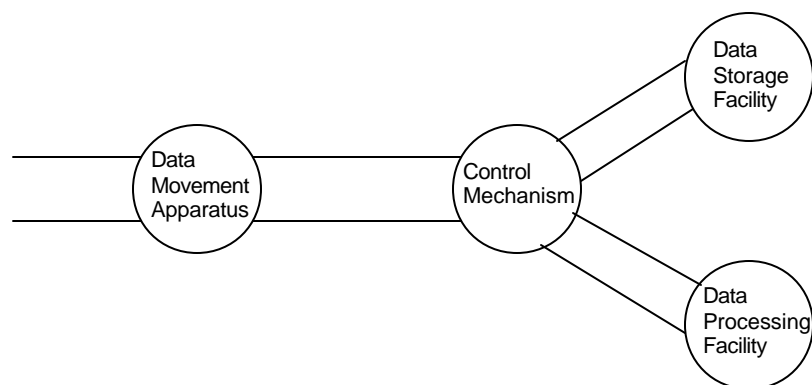 Data
Movement
Apparatus
Control
Mechanism
Data
Storage
Facility
Data
Processing
Facility